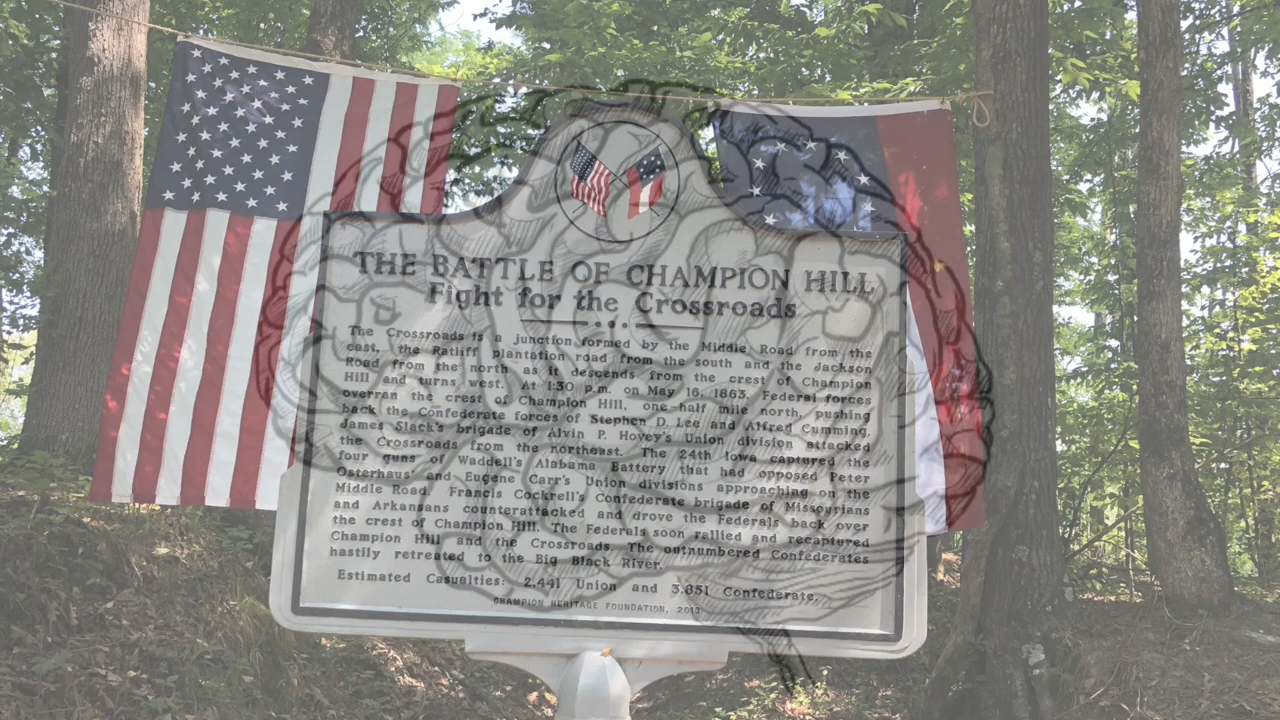 THE BATTLE OF CHAMPION HILL
Fight for the Crossroads
The Crossroads is a junction formed by the Middle Road from the
east, the Ratliff plantation road from the south and the Jackson
Road from the north as it descends from the crest of Champion
Hill and turns west. At 1:30 p.m. on May 16, 1863, Federal forces
overran the crest of Champion Hill, one-half mile north, pushing
back the Confederate forces of Stephen D. Lee and Alfred Cumming.
James Slack's brigade of Alvin P. Hovey's Union division attacked
the Crossroads from the northeast. The 24th Iowa captured the
four guns of Waddell's Alabama Battery that had opposed Peter
Osterhaus' and Eugene Carr's Union divisions approaching on the
Middle Road. Francis Cockrell's Confederate brigade of Missourians
and Arkansans counterattacked and drove the Federals back over
the crest of Champion Hill. The Federals soon rallied and recaptured
Champion Hill and the Crossroads. The outnumbered Confederates
hastily retreated to the Big Black River.
Estimated Casualties: 2,441 Union and 3,851 Confederate.
CHAMPION HERITAGE FOUNDATION, 2013